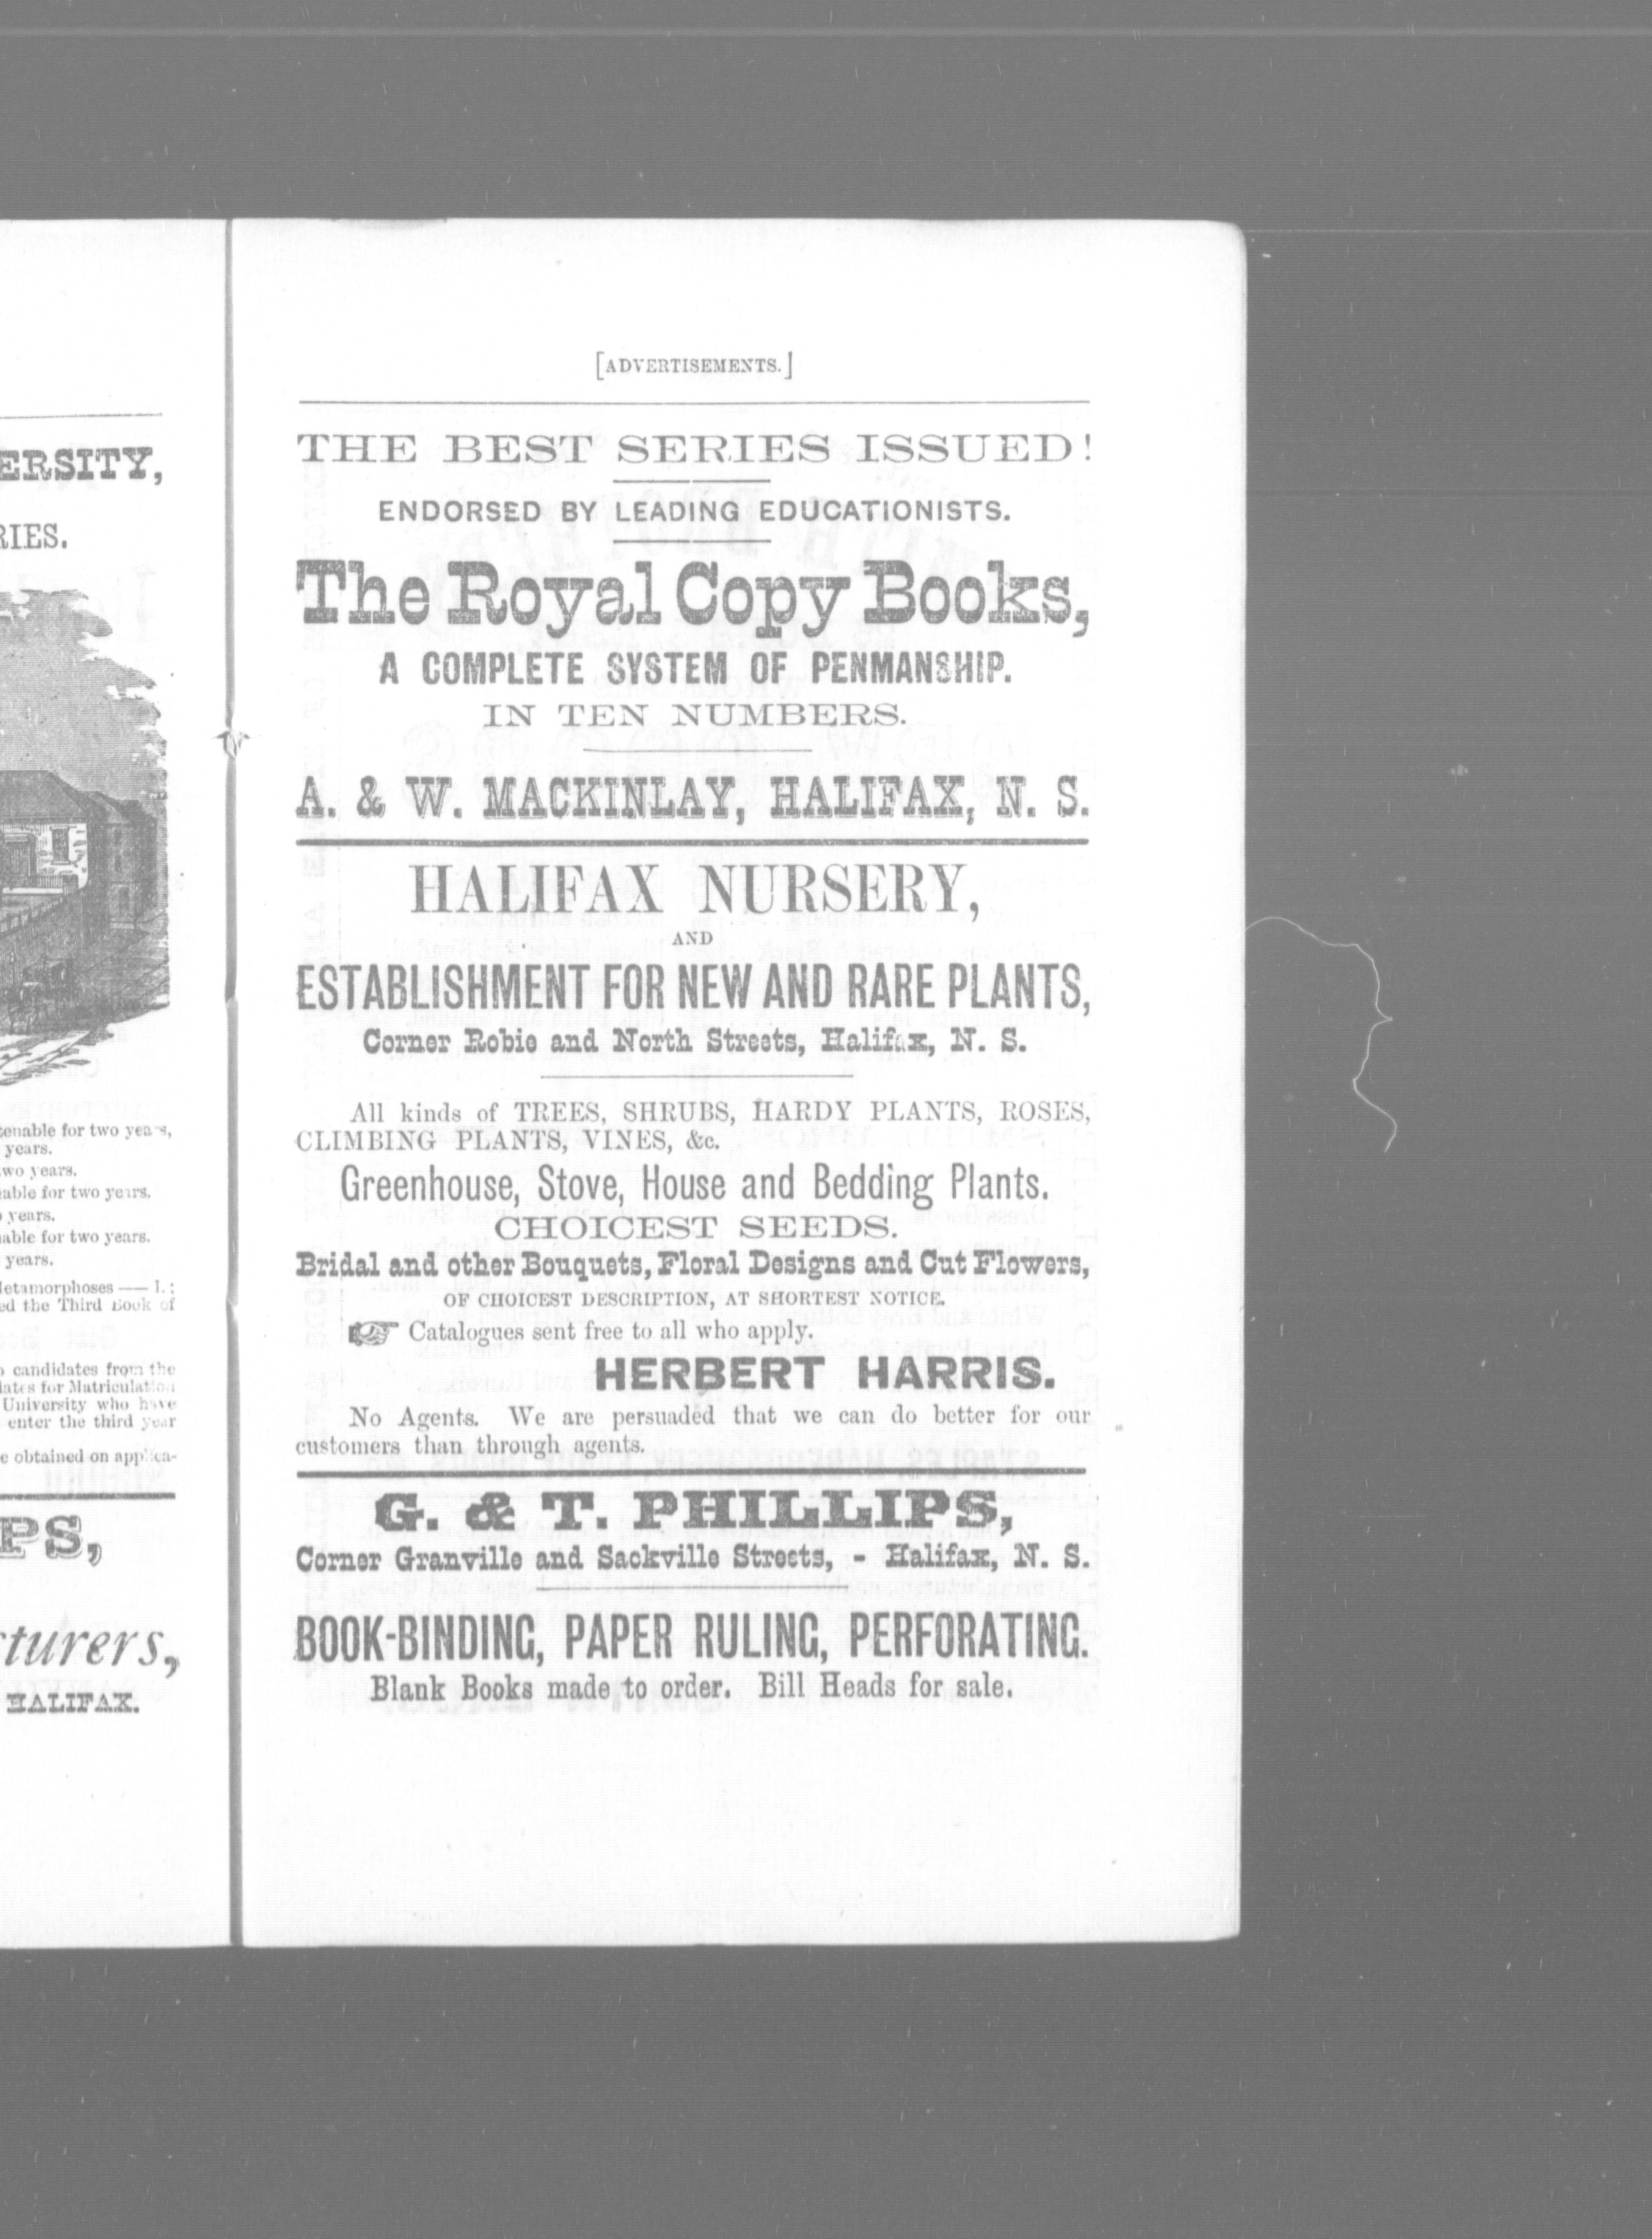 ERSITY,
RIES.
tenable for two years,
years.
two years.
able for two years.
years.
able for two years.
years.
Metamorphoses —— I.;
ed the Third Book of
candidates from the
dates for Matriculation
University who have
enter the third year
e obtained on applica-
PS,
cturers,
HALIFAX.
[ADVERTISEMENTS.]
THE BEST SERIES ISSUED!
ENDORSED BY LEADING EDUCATIONISTS.
The Royal Copy Books,
A COMPLETE SYSTEM OF PENMANSHIP.
IN TEN NUMBERS.
A. & W. MACKINLAY, HALIFAX, N. S.
HALIFAX NURSERY,
AND
ESTABLISHMENT FOR NEW AND RARE PLANTS,
Corner Robie and North Streets, Halifax, N. S.
All kinds of TREES, SHRUBS, HARDY PLANTS, ROSES,
CLIMBING PLANTS, VINES, &c.
Greenhouse, Stove, House and Bedding Plants.
CHOICEST SEEDS.
Bridal and other Bouquets, Floral Designs and Cut Flowers,
OF CHOICEST DESCRIPTION, AT SHORTEST NOTICE.
☞ Catalogues sent free to all who apply.
HERBERT HARRIS.
No Agents. We are persuaded that we can do better for our
customers than through agents.
G. & T. PHILLIPS,
Corner Granville and Sackville Streets, - Halifax, N. S.
BOOK-BINDING, PAPER RULING, PERFORATING.
Blank Books made to order. Bill Heads for sale.